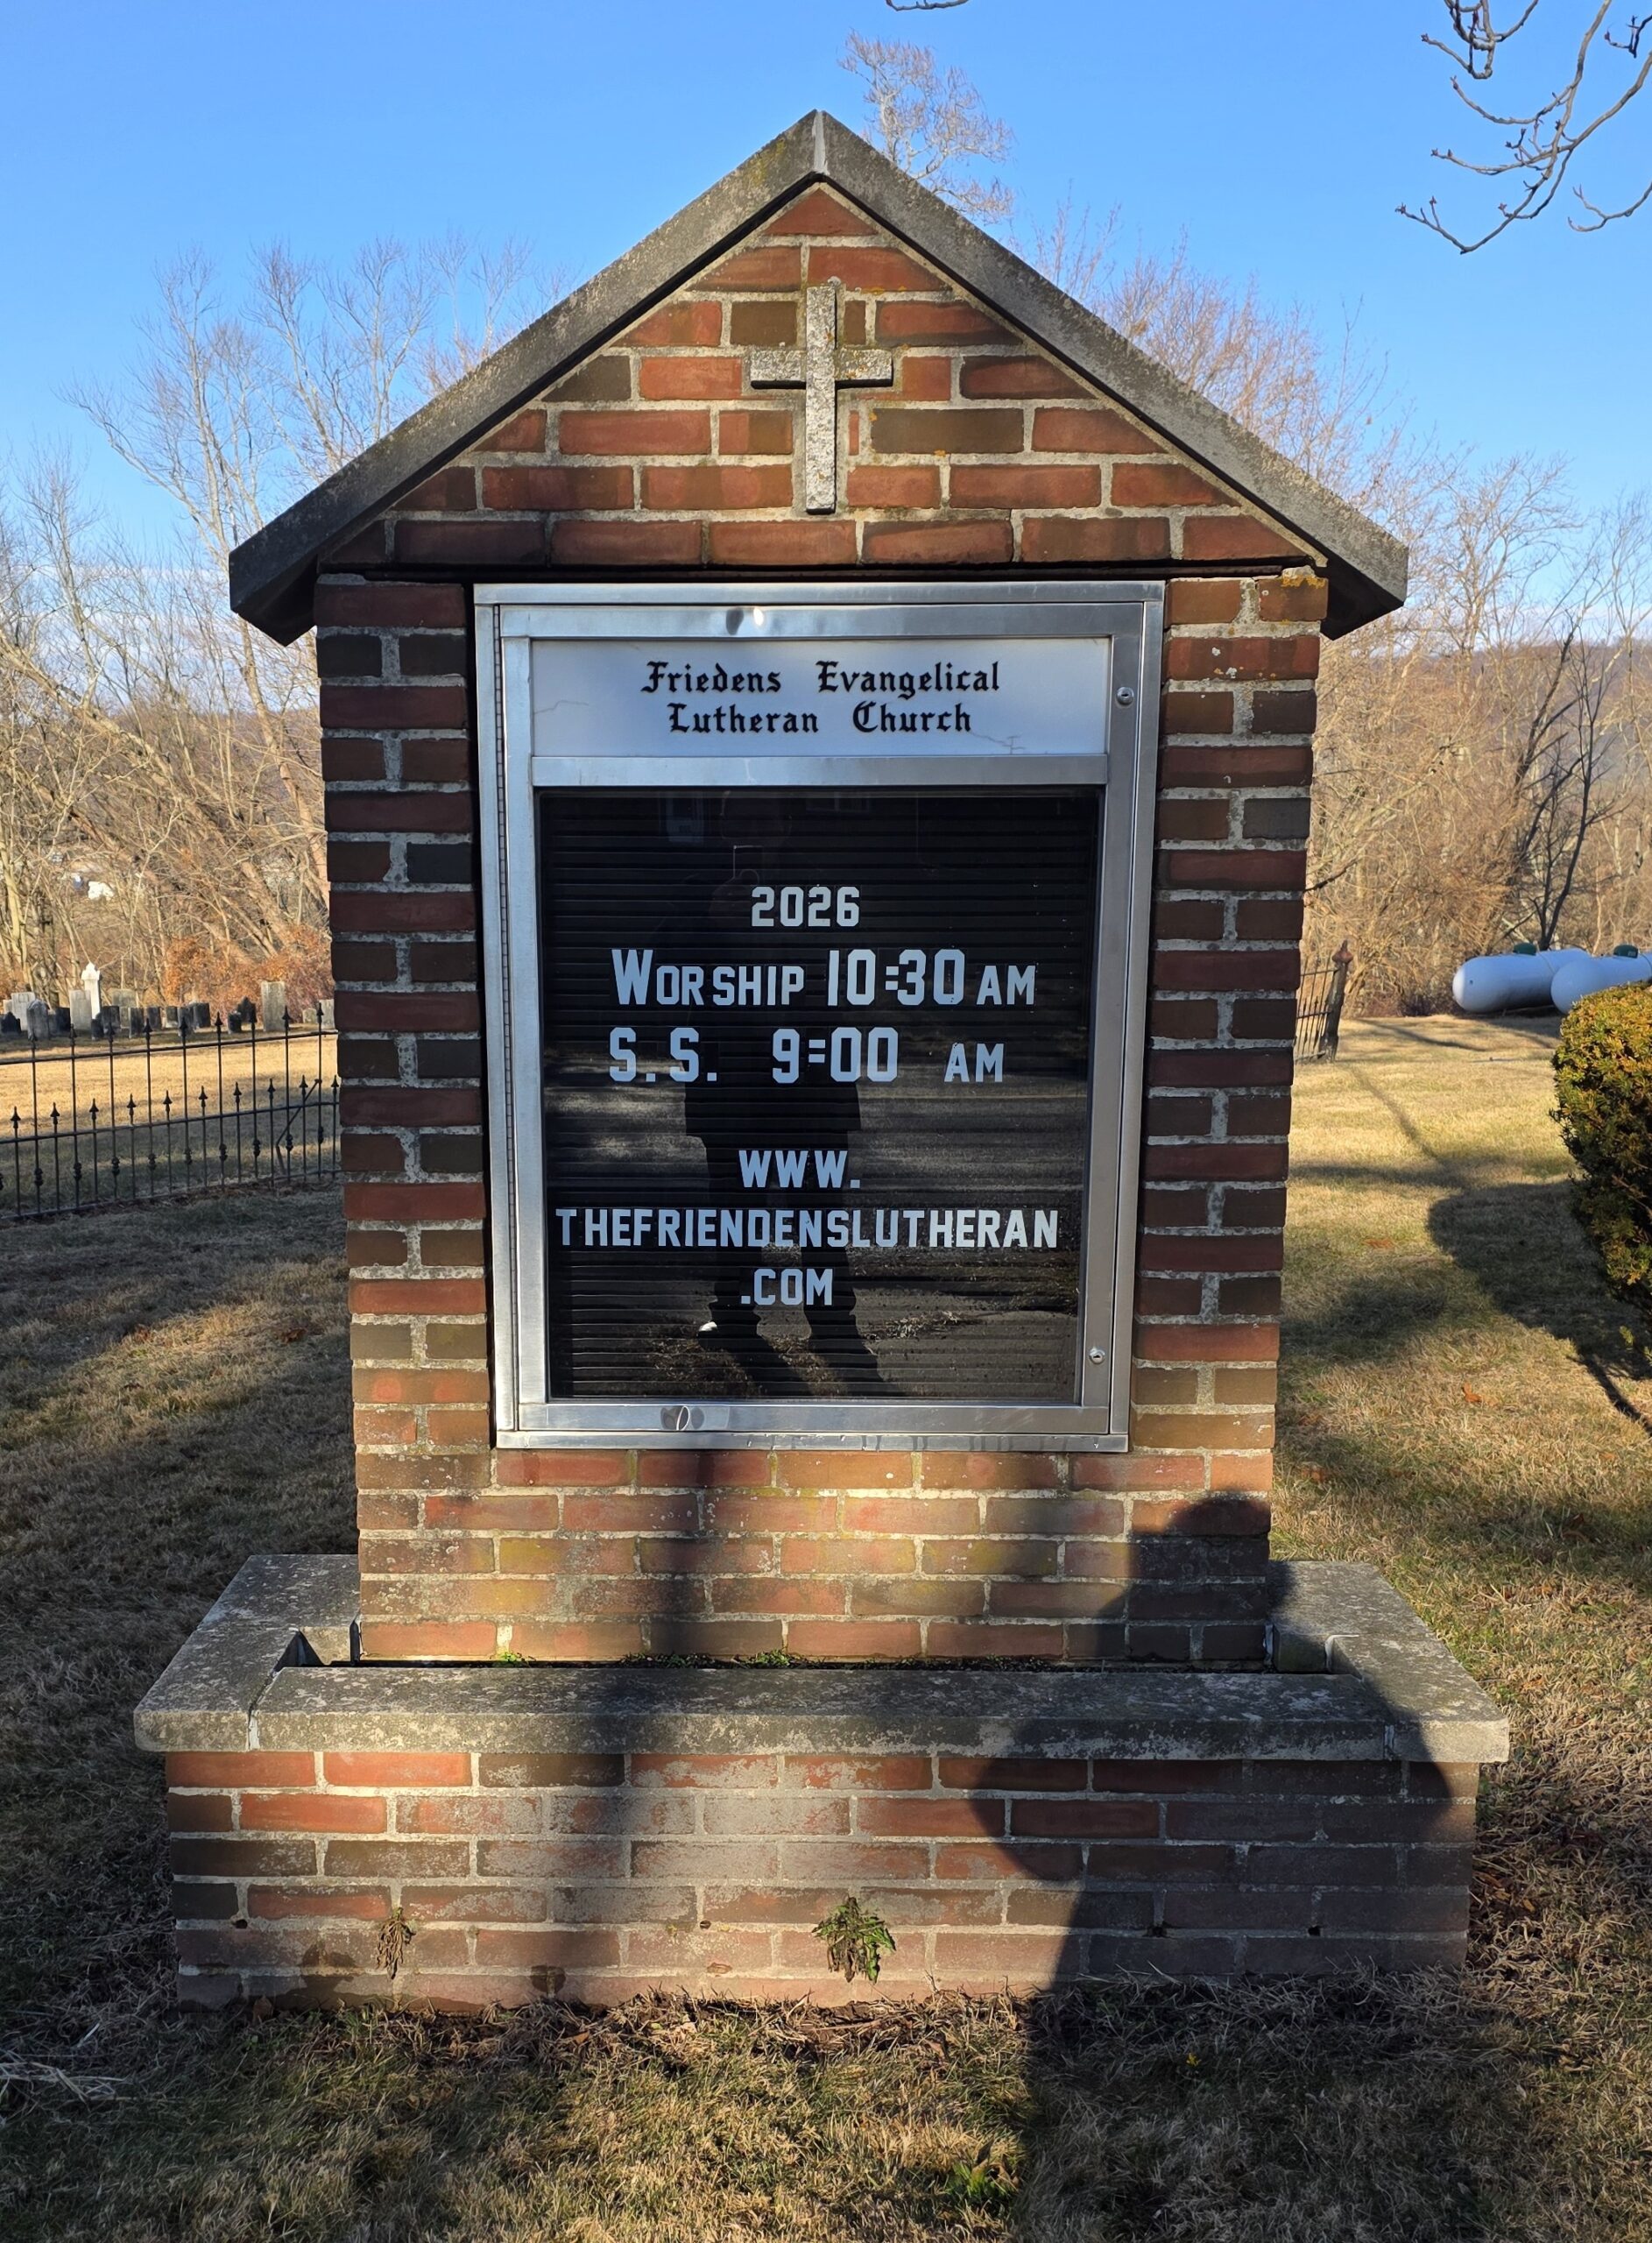 Friedens Evangelical
Lutheran Church
2026
WORSHIP 10:30 AM
S.S. 9:00 AM
WWW.
THEFRIENDENSLUTHERAN
.COM